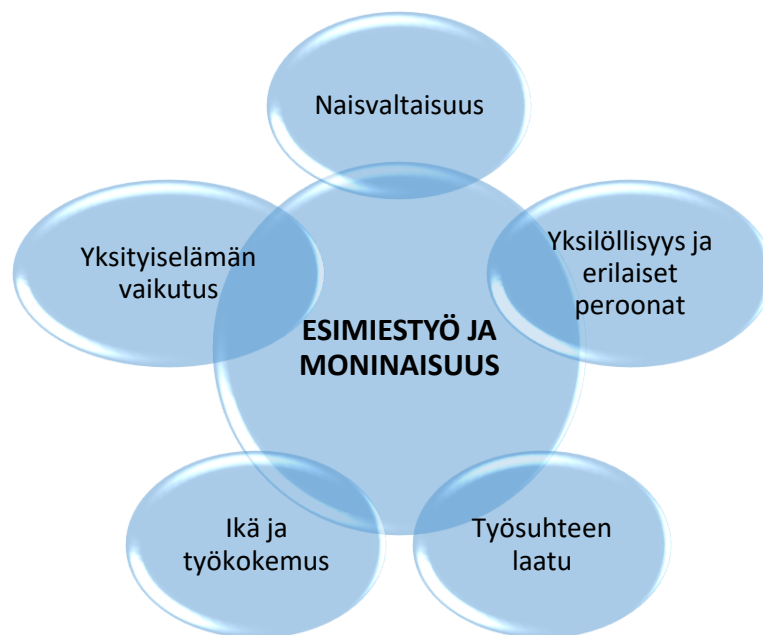 Naisvaltaisuus
Yksityiselämän
vaikutus
Yksilöllisyys ja
erilaiset
peroonat
ESIMIESTYÖ JA
MONINAISUUS
Ikä ja
työkokemus
Työsuhteen
laatu